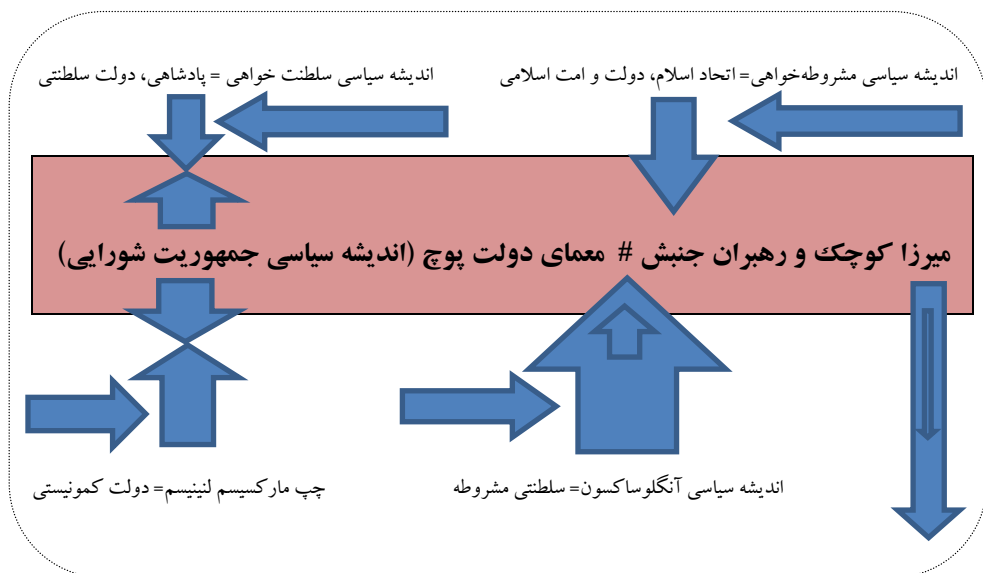 اندیشه سیاسی مشروطه‌خواهی= اتحاد اسلام، دولت و امت اسلامی
اندیشه سیاسی سلطنت خواهی = پادشاهی، دولت سلطنتی
میرزا کوچک و رهبران جنبش # معمای دولت پوچ (اندیشه سیاسی جمهوریت شورایی)
اندیشه سیاسی آنگلوساکسون= سلطنتی مشروطه
چپ مارکسیسم لنینیسم= دولت کمونیستی